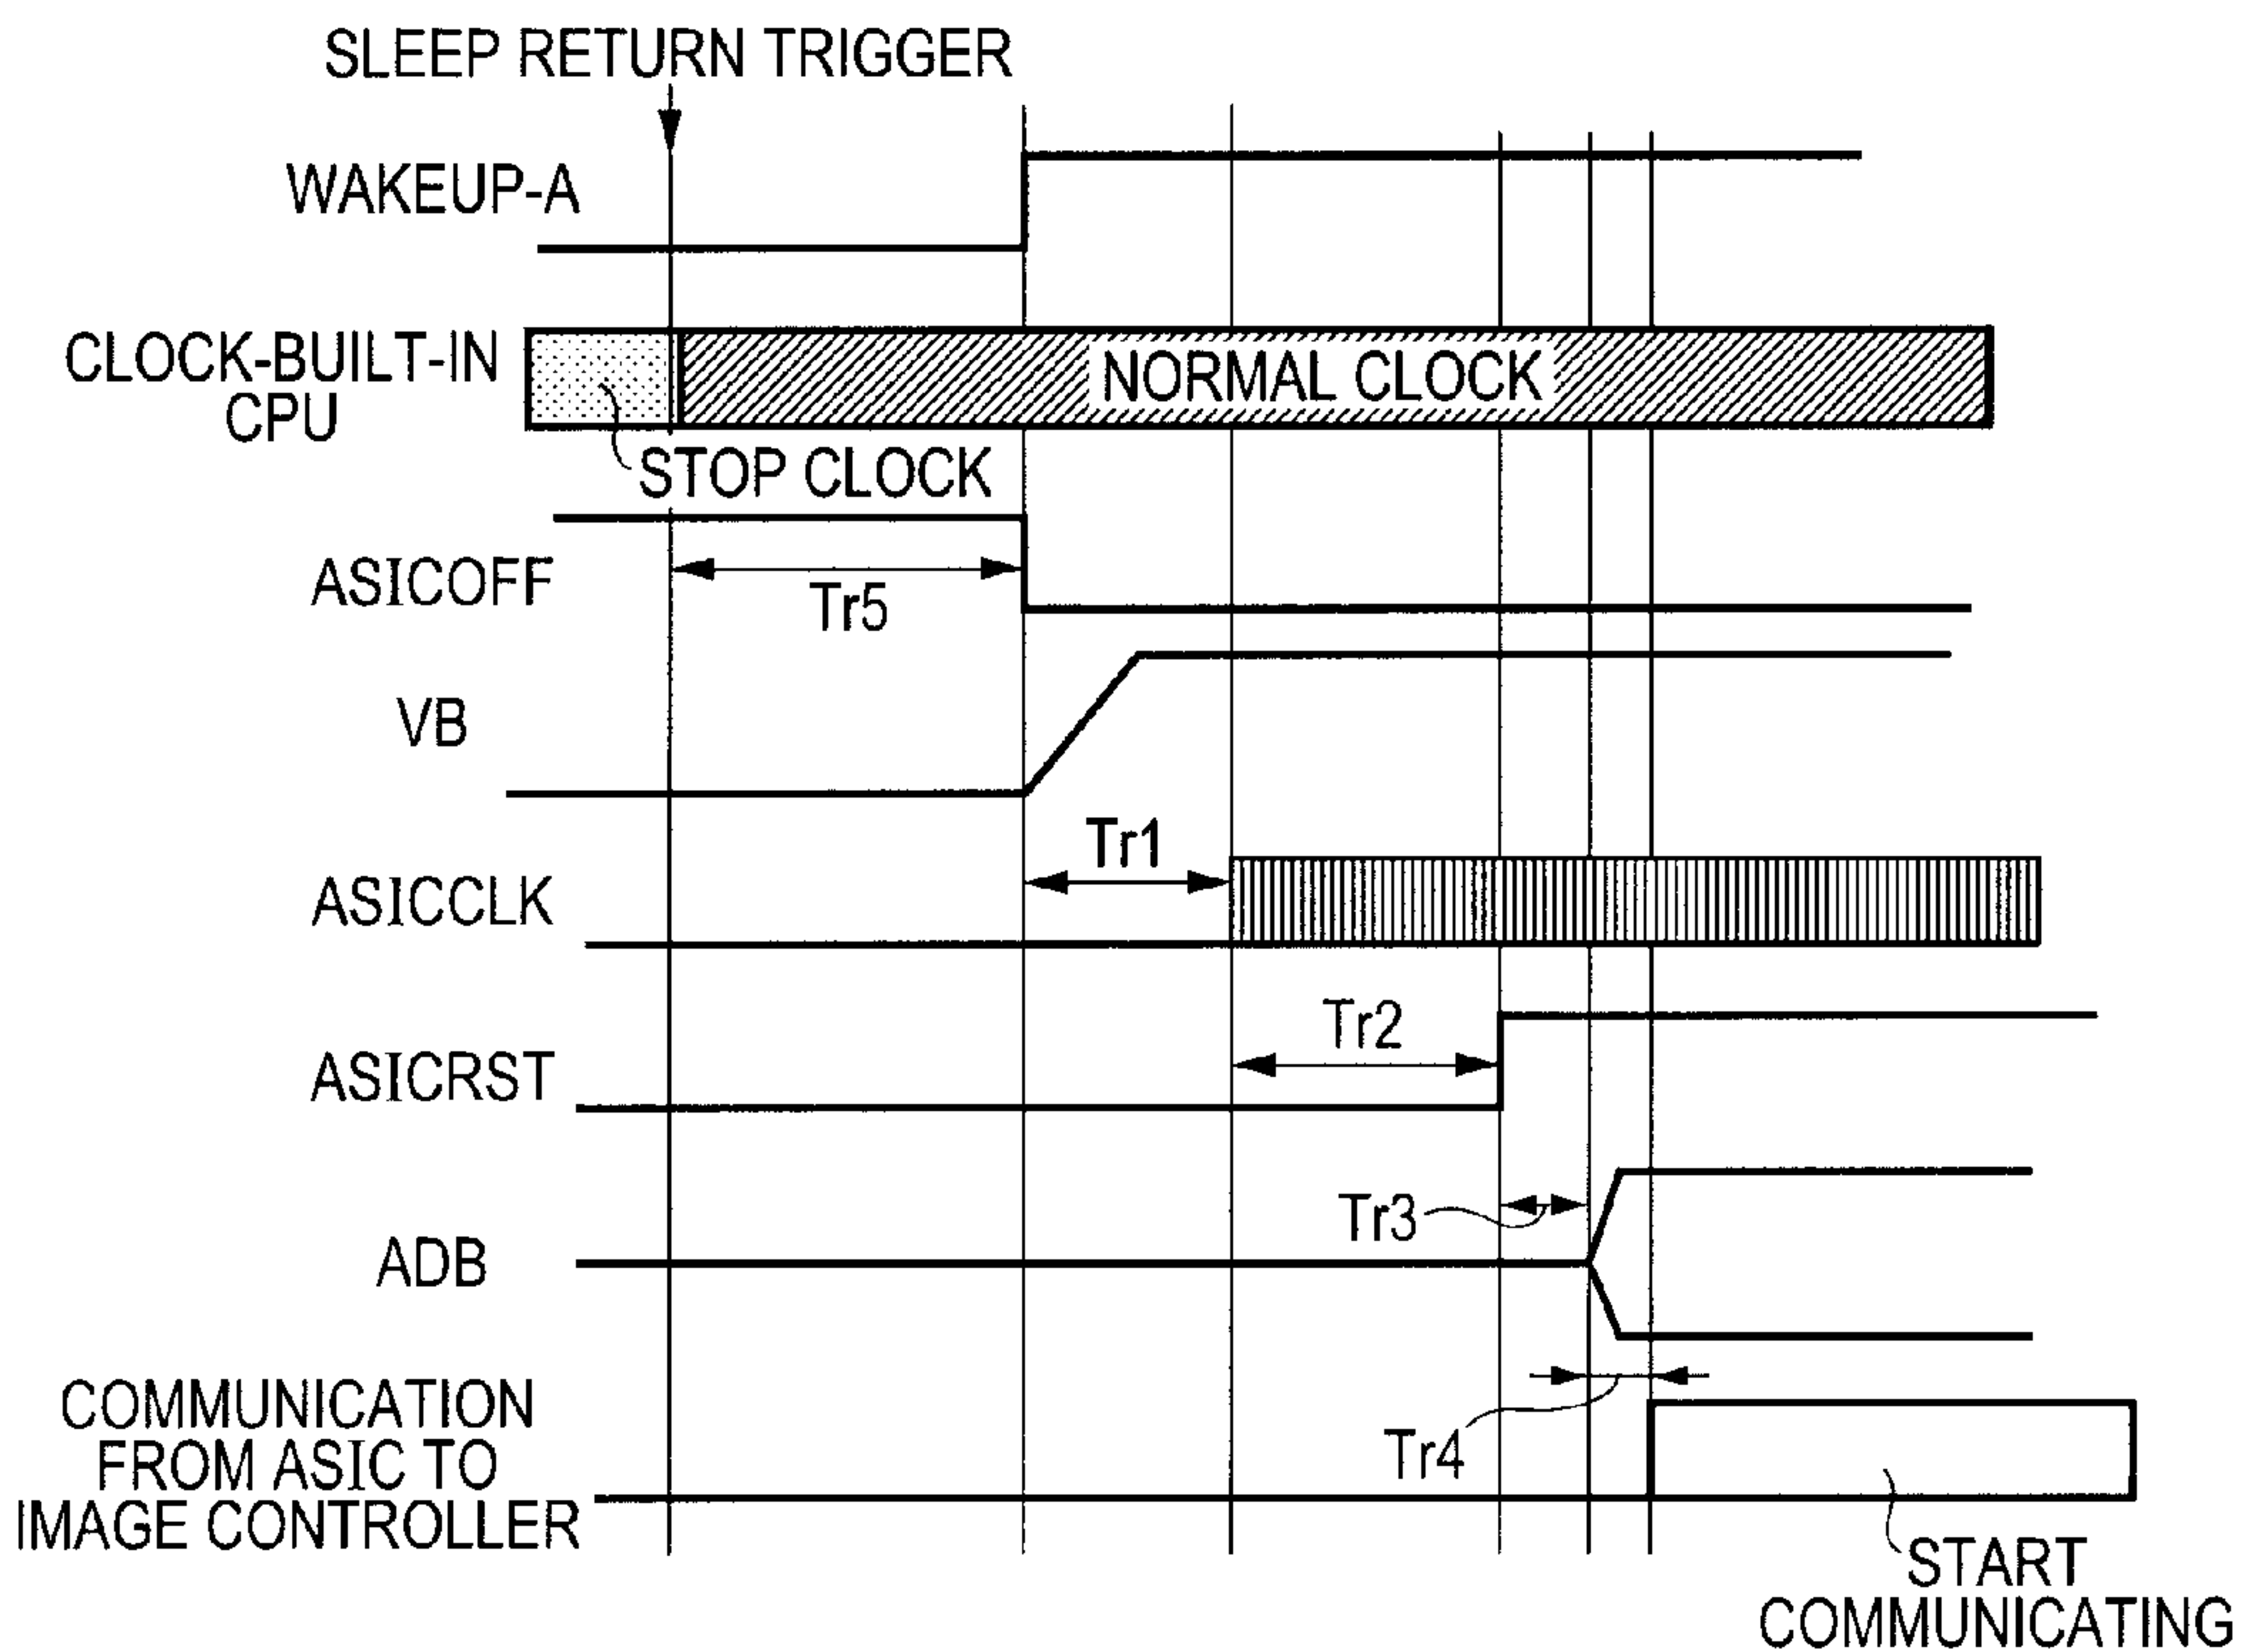 SLEEP RETURN TRIGGER
WAKEUP-A
CLOCK-BUILT-IN
CPU
NORMAL CLOCK
STOP CLOCK
ASICOFF
Tr5
VB
Tr1
ASICCLK
Tr2
ASICRST
Tr3
ADB
Tr4
COMMUNICATION
FROM ASIC TO
IMAGE CONTROLLER
START
COMMUNICATING